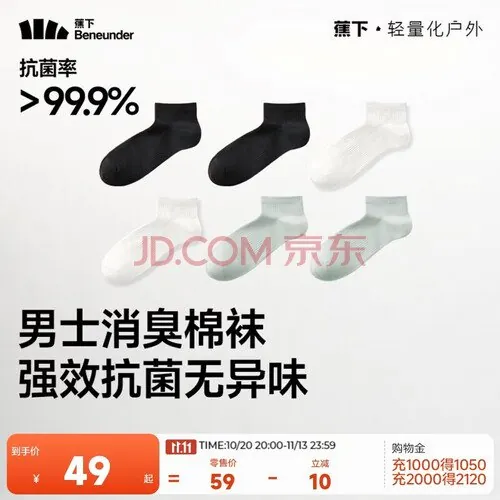 蕉下
Beneunder
蕉下·轻量化户外
抗菌率
>99.9%
JD.COM 京东
男士消臭棉袜
强效抗菌无异味
到手价
¥ 49 起
=
零售价
59
-
立减
10
11.11 TIME:10/20 20:00-11/13 23:59
购物金
充1000得1050
充2000得2120